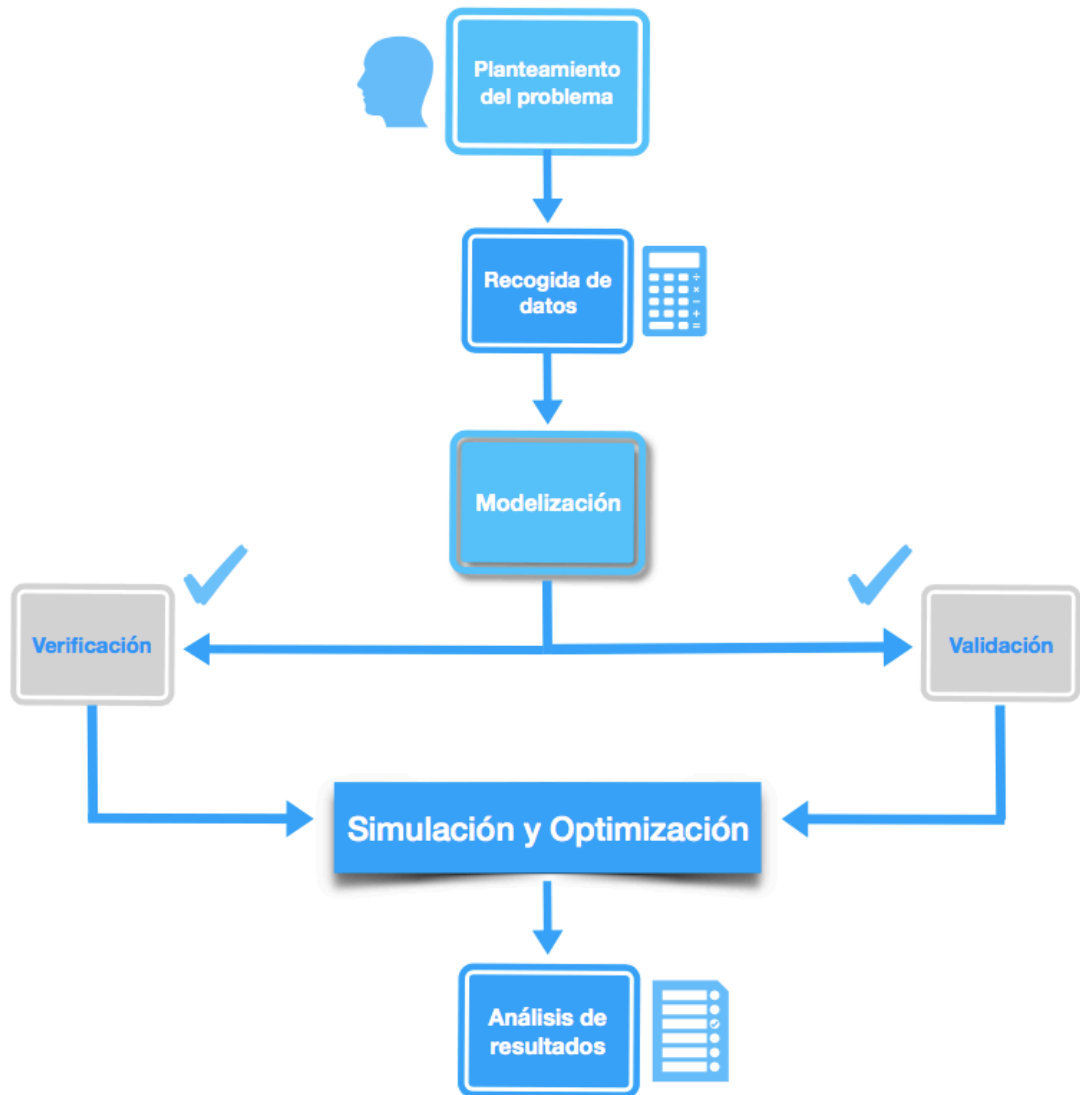 Planteamiento
del problema
Recogida de
datos
Modelización
Verificación
Validación
Simulación y Optimización
Análisis de
resultados